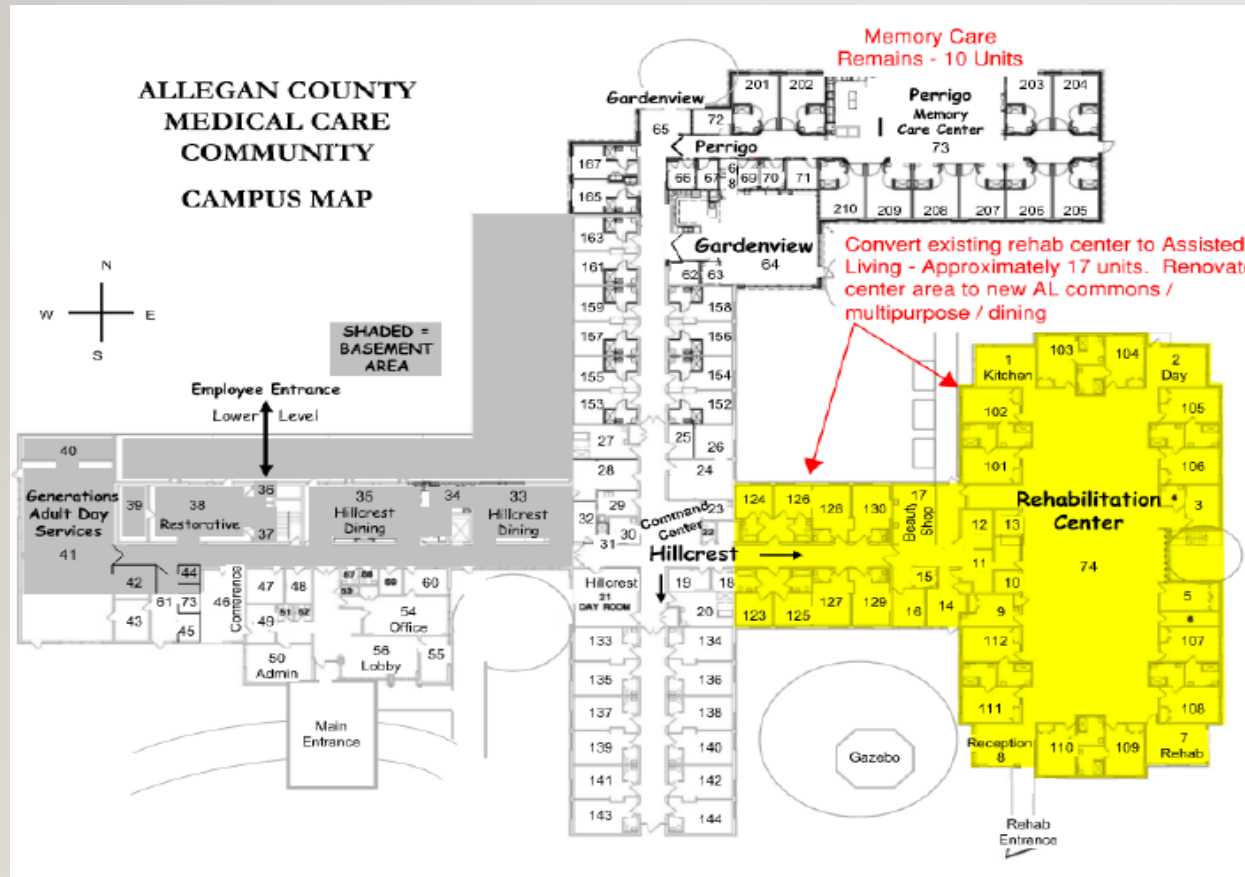 ALLEGAN COUNTY
MEDICAL CARE
COMMUNITY
CAMPUS MAP
N
W
E
S
SHADED =
BASEMENT
AREA
Employee Entrance
Lower Level
Memory Care
Remains - 10 Units
Gardenview
201
202
Perrigo
Memory
Care Center
73
203
204
65
72
Perrigo
66
67
68
69
70
71
210
209
208
207
206
205
Gardenview
64
62
63
Convert existing rehab center to Assisted
Living - Approximately 17 units. Renovate
center area to new AL commons /
multipurpose / dining
167
165
163
161
159
158
157
156
155
154
153
152
27
25
26
28
24
29
23
32
30
22
31
Command
Center
Hillcrest
40
Generations
Adult Day
Services
41
39
38
Restorative
36
37
35
Hillcrest
Dining
34
33
Hillcrest
Dining
42
44
43
61
73
45
46
Conference
47
48
51
52
49
50
Admin
57
58
59
53
60
54
Office
56
Lobby
55
Main
Entrance
Hillcrest
21
DAY ROOM
19
18
20
133
134
135
136
137
138
139
140
141
142
143
144
124
126
128
130
17
Beauty
Shop
123
125
127
129
15
16
14
1
Kitchen
103
104
2
Day
102
105
101
106
Rehabilitation
Center
74
4
3
12
13
11
10
9
5
6
112
107
111
108
Reception
8
110
109
7
Rehab
Gazebo
Rehab
Entrance